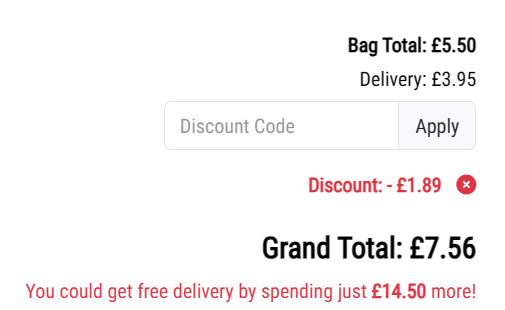 Bag Total: £5.50
Delivery: £3.95
Discount Code Apply
Discount: - £1.89
Grand Total: £7.56
You could get free delivery by spending just £14.50 more!